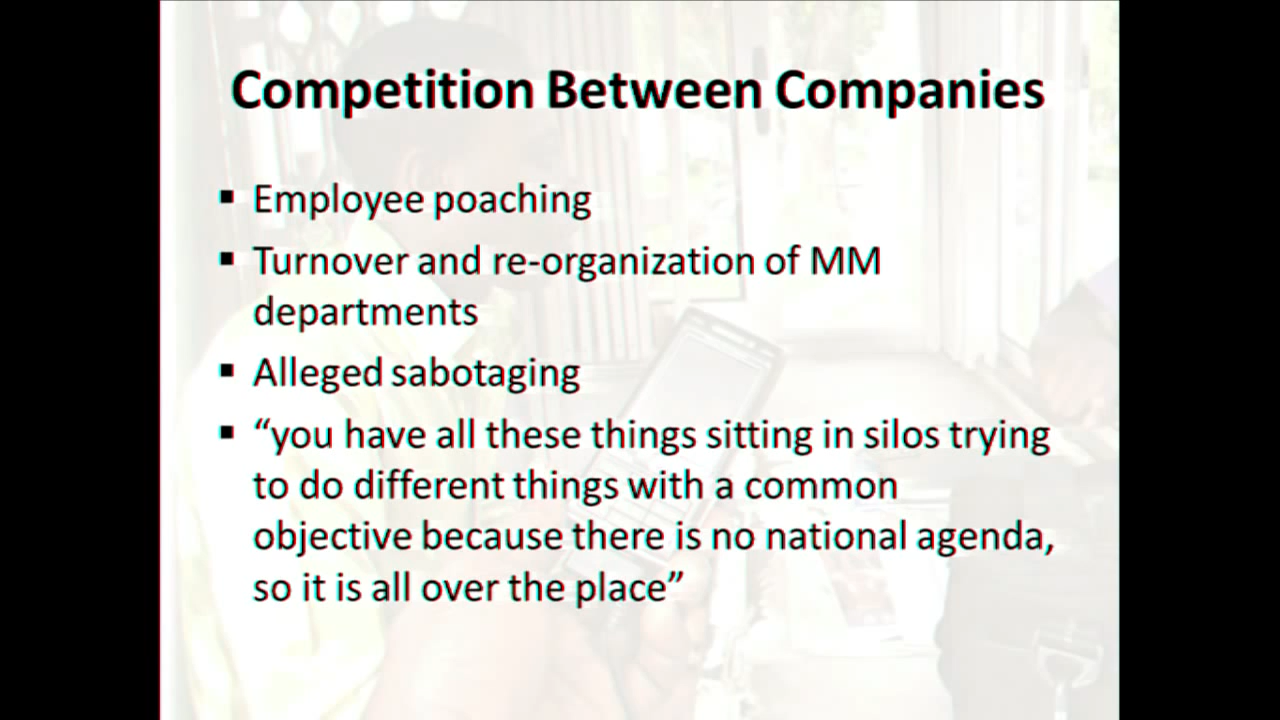 Competition Between Companies
▪ Employee poaching
▪ Turnover and re-organization of MM
departments
▪ Alleged sabotaging
▪ “you have all these things sitting in silos trying
to do different things with a common
objective because there is no national agenda,
so it is all over the place”